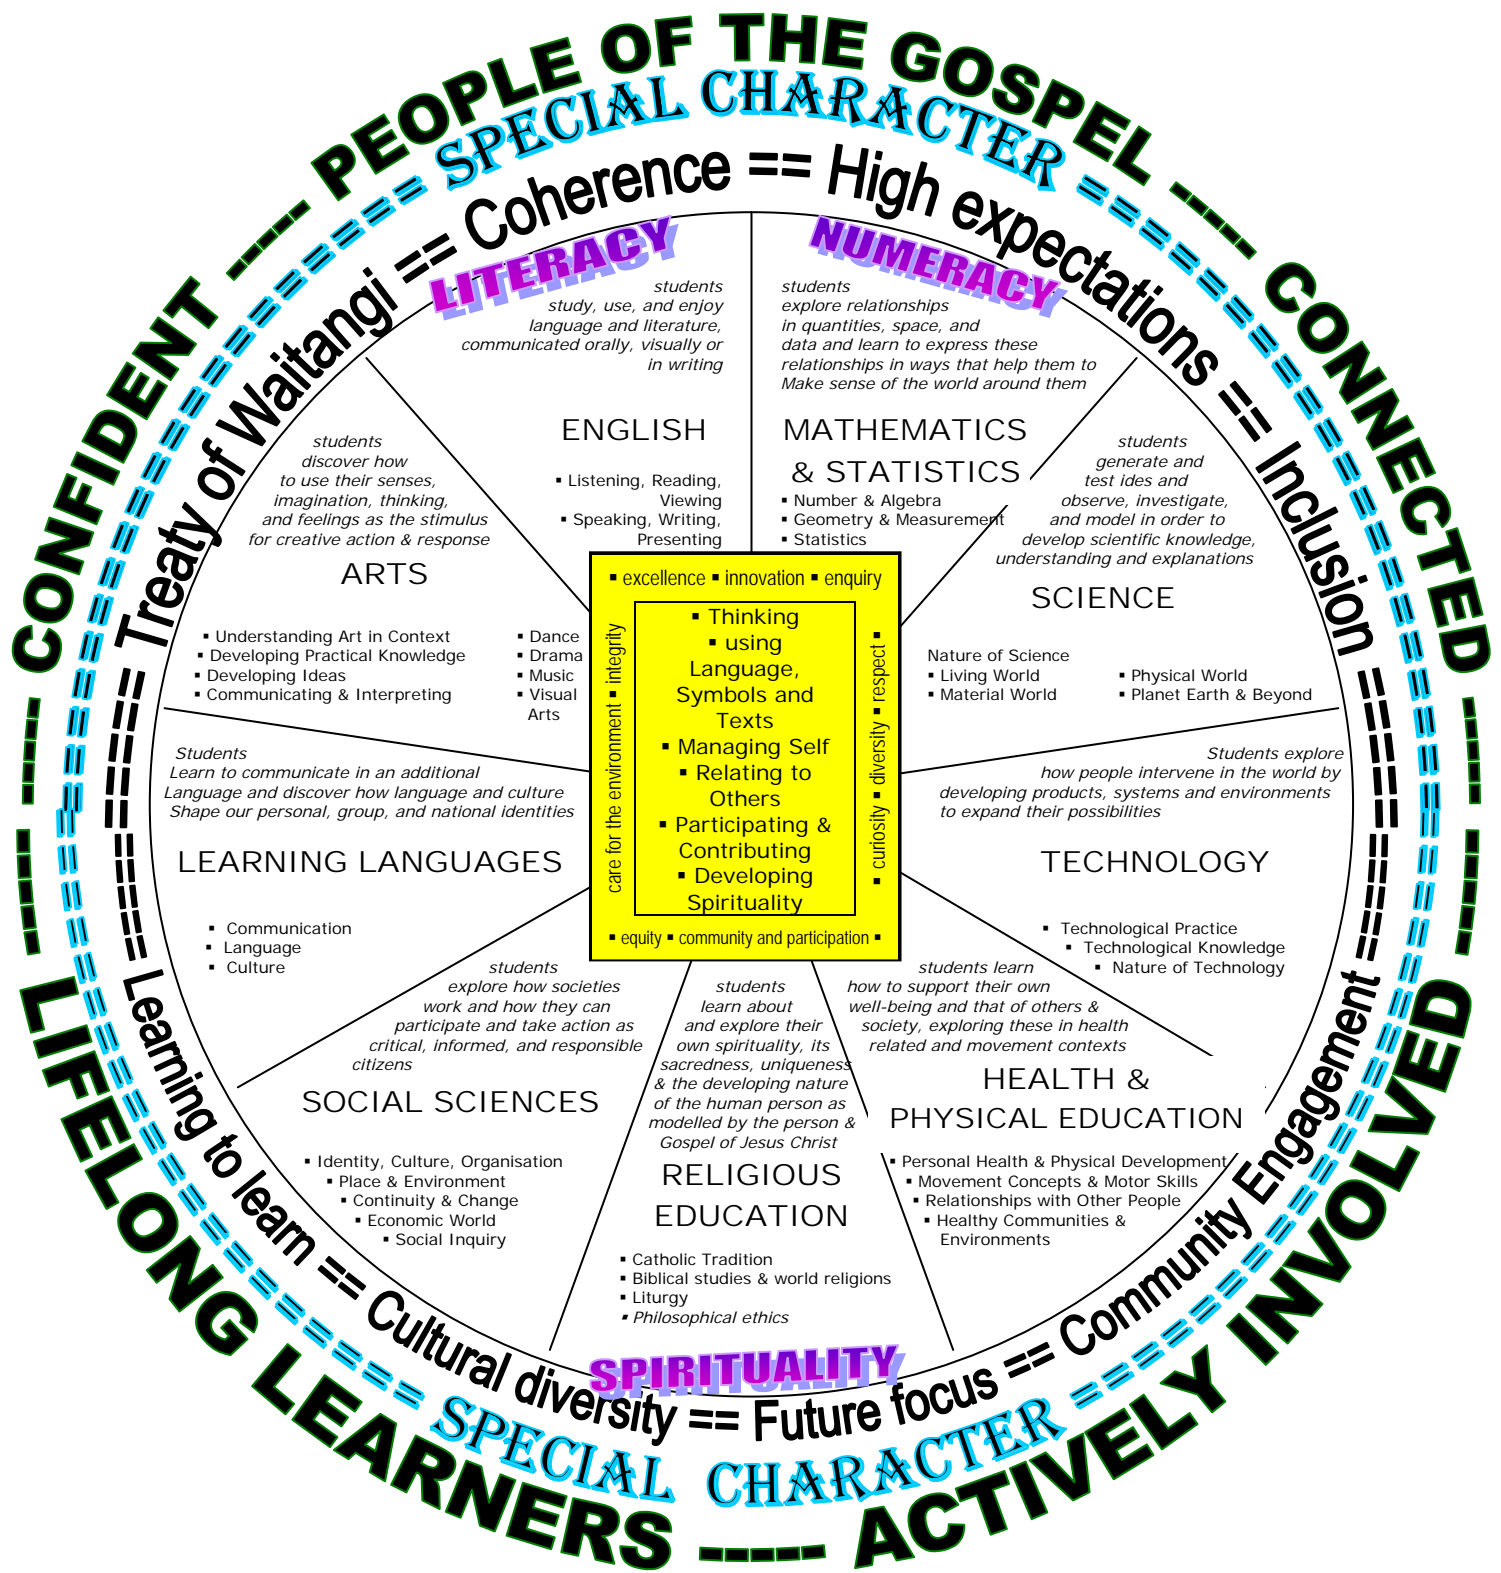 ----- PEOPLE OF THE GOSPEL ----- CONNECTED ----- ----- ACTIVELY INVOLVED ----- LIFELONG LEARNERS ----- ----- CONFIDENT
SPECIAL CHARACTER
SPECIAL CHARACTER
Treaty of Waitangi == Coherence == High expectations == Inclusion
Learning to learn == Cultural diversity == Future focus == Community Engagement
LITERACY
students
study, use, and enjoy
language and literature,
communicated orally, visually or
in writing
ENGLISH
▪ Listening, Reading,
Viewing
▪ Speaking, Writing,
Presenting
NUMERACY
students
explore relationships
in quantities, space, and
data and learn to express these
relationships in ways that help them to
Make sense of the world around them
MATHEMATICS
& STATISTICS
▪ Number & Algebra
▪ Geometry & Measurement
▪ Statistics
students
generate and
test ides and
observe, investigate,
and model in order to
develop scientific knowledge,
understanding and explanations
SCIENCE
Nature of Science
▪ Living World
▪ Material World
▪ Physical World
▪ Planet Earth & Beyond
Students explore
how people intervene in the world by
developing products, systems and environments
to expand their possibilities
TECHNOLOGY
▪ Technological Practice
▪ Technological Knowledge
▪ Nature of Technology
students learn
how to support their own
well-being and that of others &
society, exploring these in health
related and movement contexts
HEALTH &
PHYSICAL EDUCATION
▪ Personal Health & Physical Development
▪ Movement Concepts & Motor Skills
▪ Relationships with Other People
▪ Healthy Communities &
Environments
students
learn about
and explore their
own spirituality, its
sacredness, uniqueness
& the developing nature
of the human person as
modelled by the person &
Gospel of Jesus Christ
RELIGIOUS
EDUCATION
▪ Catholic Tradition
▪ Biblical studies & world religions
▪ Liturgy
▪ Philosophical ethics
SPIRITUALITY
students
explore how societies
work and how they can
participate and take action as
critical, informed, and responsible
citizens
SOCIAL SCIENCES
▪ Identity, Culture, Organisation
▪ Place & Environment
▪ Continuity & Change
▪ Economic World
▪ Social Inquiry
Students
Learn to communicate in an additional
Language and discover how language and culture
Shape our personal, group, and national identities
LEARNING LANGUAGES
▪ Communication
▪ Language
▪ Culture
students
discover how
to use their senses,
imagination, thinking,
and feelings as the stimulus
for creative action & response
ARTS
▪ Understanding Art in Context
▪ Developing Practical Knowledge
▪ Developing Ideas
▪ Communicating & Interpreting
▪ Dance
▪ Drama
▪ Music
▪ Visual
Arts
▪ excellence ▪ innovation ▪ enquiry
▪ curiosity ▪ diversity ▪ respect ▪
▪ equity ▪ community and participation ▪
care for the environment ▪ integrity
▪ Thinking
▪ using
Language,
Symbols and
Texts
▪ Managing Self
▪ Relating to
Others
▪ Participating &
Contributing
▪ Developing
Spirituality